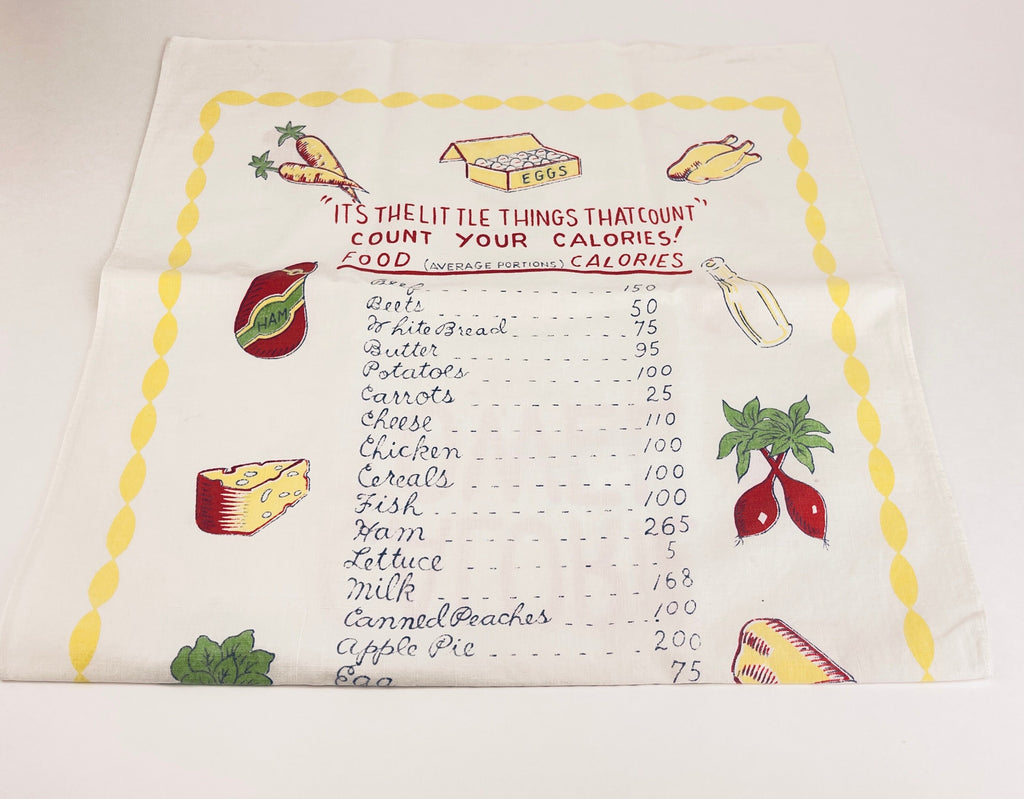 EGGS
"IT'S THE LITTLE THINGS THAT COUNT"
COUNT YOUR CALORIES!
FOOD (AVERAGE PORTIONS) CALORIES
HAM
Beef 150
Beets 50
White Bread 75
Butter 95
Potatoes 100
Carrots 25
Cheese 110
Chicken 100
Cereals 100
Fish 100
Ham 265
Lettuce 5
Milk 168
Canned Peaches 100
Apple Pie 200
Egg 75